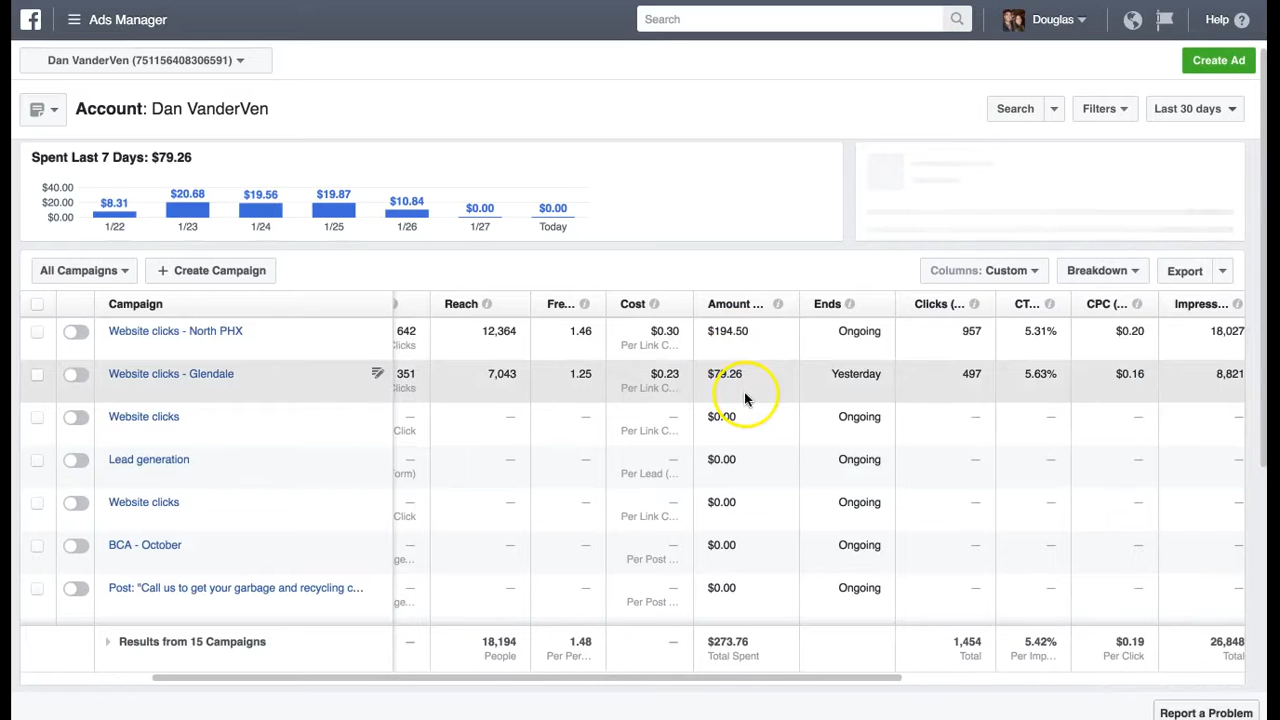 Ads Manager Search Douglas Help
Dan VanderVen (751156408306591) Create Ad
Account: Dan VanderVen Search Filters Last 30 days
Spent Last 7 Days: $79.26
$40.00
$20.00
$0.00
$8.31 $20.68 $19.56 $19.87 $10.84 $0.00 $0.00
1/22 1/23 1/24 1/25 1/26 1/27 Today
All Campaigns + Create Campaign Columns: Custom Breakdown Export
Campaign Reach Fre... Cost Amount ... Ends Clicks (... CT... CPC (... Impress...
Website clicks - North PHX 642 12,364 1.46 $0.30 $194.50 Ongoing 957 5.31% $0.20 18,027
Clicks Per Link C...
Website clicks - Glendale 351 7,043 1.25 $0.23 $79.26 Yesterday 497 5.63% $0.16 8,821
Clicks Per Link C...
Website clicks — — — — $0.00 Ongoing — — — —
Click Per Link C...
Lead generation — — — — $0.00 Ongoing — — — —
form) Per Lead (...
Website clicks — — — — $0.00 Ongoing — — — —
Click Per Link C...
BCA - October — — — — $0.00 Ongoing — — — —
ge... Per Post ...
Post: "Call us to get your garbage and recycling c... — — — — $0.00 Ongoing — — — —
ge... Per Post ...
Results from 15 Campaigns — 18,194 1.48 — $273.76 1,454 5.42% $0.19 26,848
People Per Per... Total Spent Total Per Imp... Per Click Total
Report a Problem